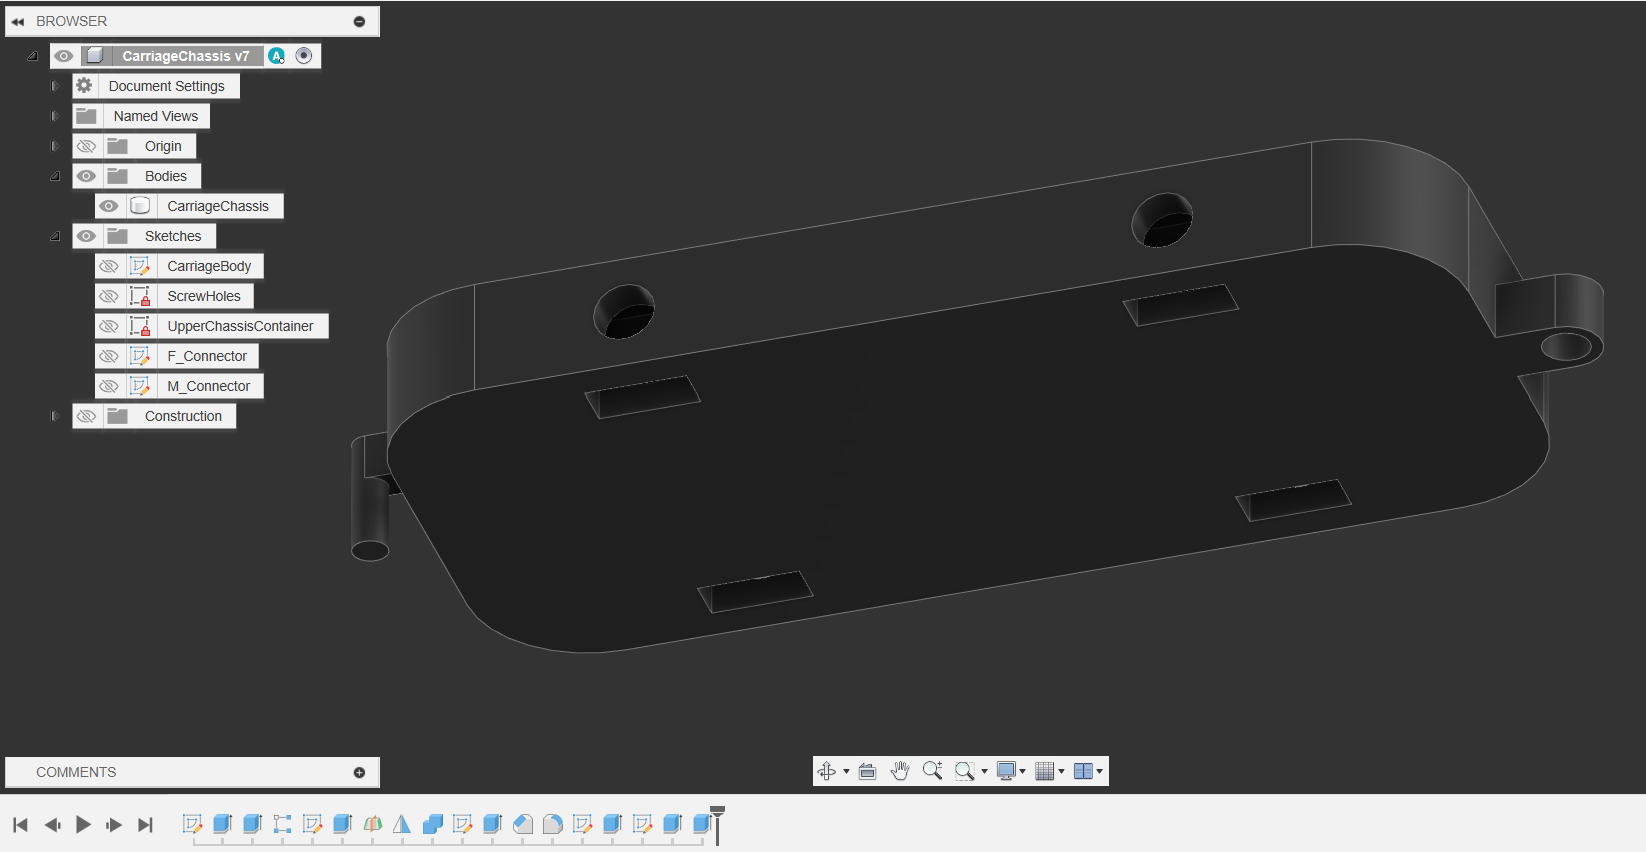 BROWSER
CarriageChassis v7
A
Document Settings
Named Views
Origin
Bodies
CarriageChassis
Sketches
CarriageBody
ScrewHoles
UpperChassisContainer
F_Connector
M_Connector
Construction
COMMENTS